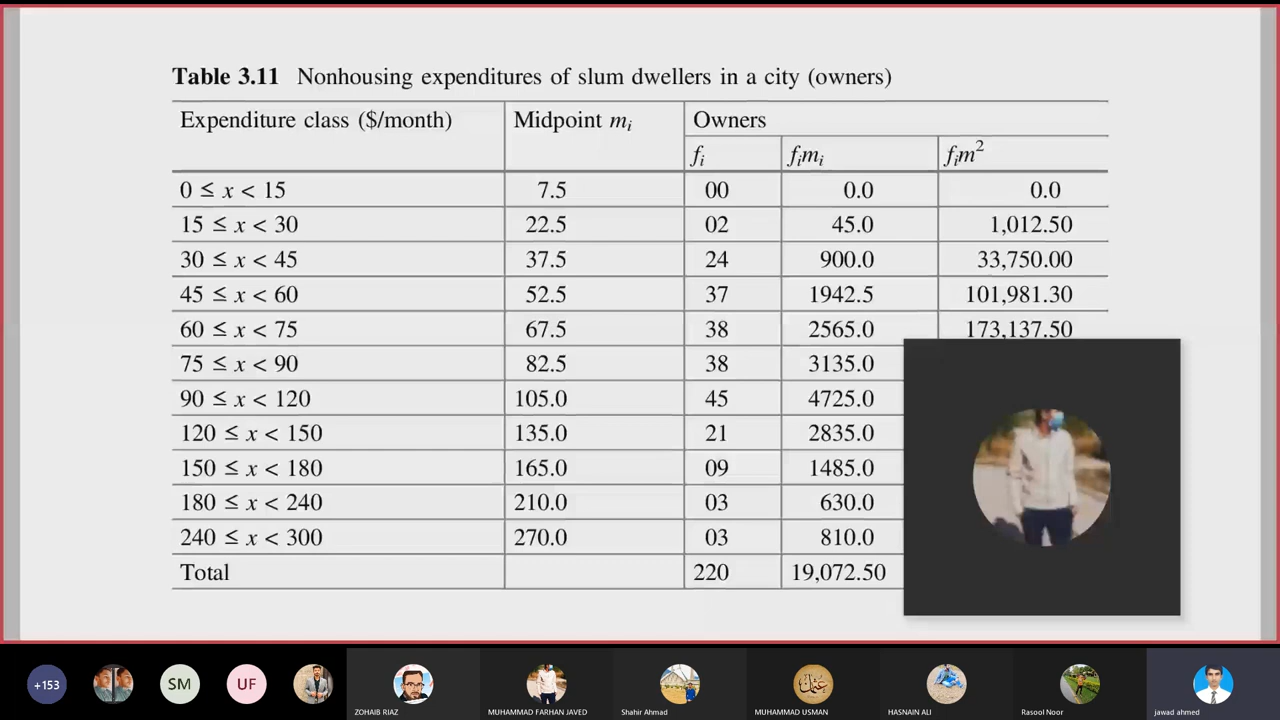 Table 3.11 Nonhousing expenditures of slum dwellers in a city (owners)
Expenditure class ($/month) Midpoint mᵢ Owners
fᵢ fᵢmᵢ fᵢm²
0 ≤ x < 15 7.5 00 0.0 0.0
15 ≤ x < 30 22.5 02 45.0 1,012.50
30 ≤ x < 45 37.5 24 900.0 33,750.00
45 ≤ x < 60 52.5 37 1942.5 101,981.30
60 ≤ x < 75 67.5 38 2565.0 173,137.50
75 ≤ x < 90 82.5 38 3135.0
90 ≤ x < 120 105.0 45 4725.0
120 ≤ x < 150 135.0 21 2835.0
150 ≤ x < 180 165.0 09 1485.0
180 ≤ x < 240 210.0 03 630.0
240 ≤ x < 300 270.0 03 810.0
Total 220 19,072.50
+153 SM UF
ZOHAIB RIAZ MUHAMMAD FARHAN JAVED Shahir Ahmad MUHAMMAD USMAN HASNAIN ALI Rasool Noor jawad ahmed